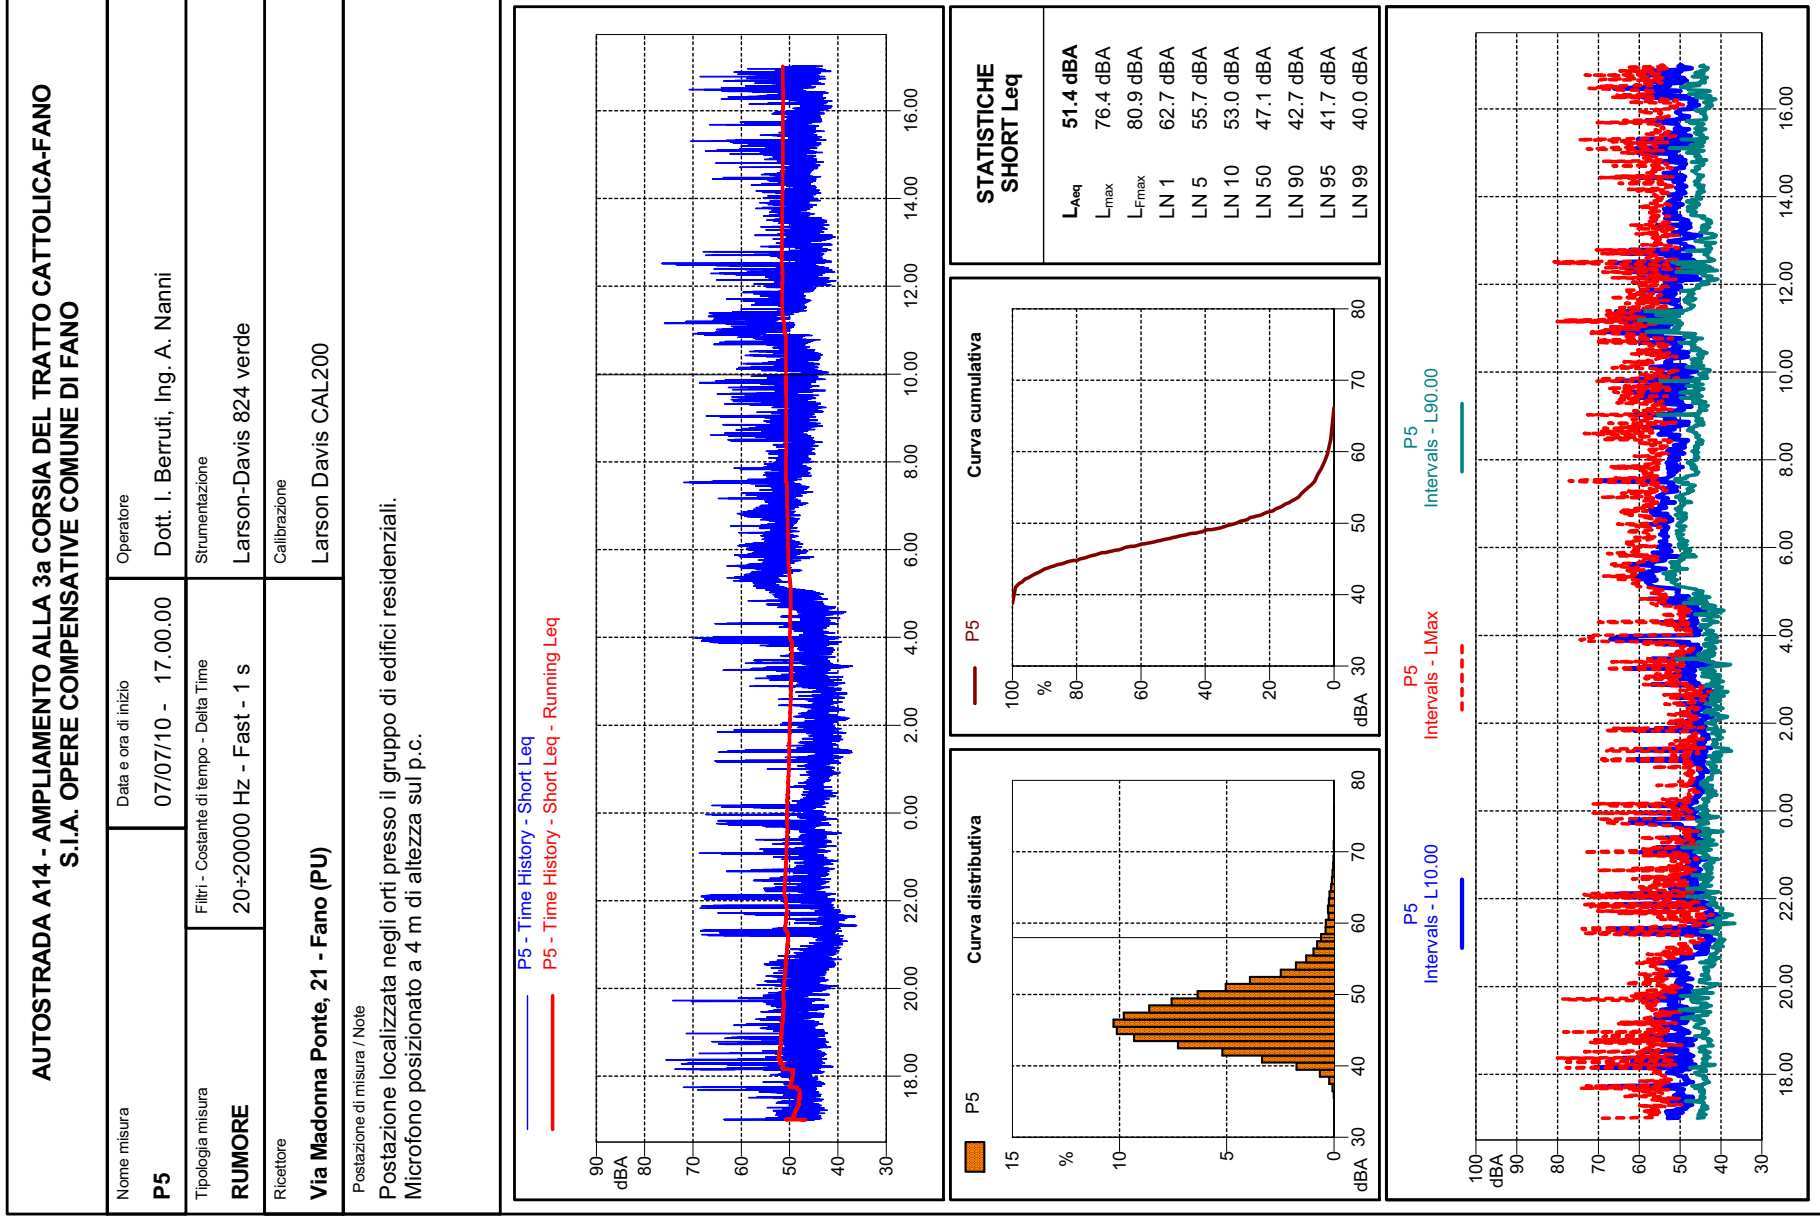 AUTOSTRADA A14 - AMPLIAMENTO ALLA 3a CORSIA DEL TRATTO CATTOLICA-FANO
S.I.A. OPERE COMPENSATIVE COMUNE DI FANO
Nome misura
P5
Data e ora di inizio
07/07/10 - 17.00.00
Operatore
Dott. I. Berruti, Ing. A. Nanni
Tipologia misura
RUMORE
Filtri - Costante di tempo - Delta Time
20÷20000 Hz - Fast - 1 s
Strumentazione
Larson-Davis 824 verde
Ricettore
Via Madonna Ponte, 21 - Fano (PU)
Calibrazione
Larson Davis CAL200
Postazione di misura / Note
Postazione localizzata negli orti presso il gruppo di edifici residenziali.
Microfono posizionato a 4 m di altezza sul p.c.
P5 - Time History - Short Leq
P5 - Time History - Short Leq - Running Leq
90
dBA
80
70
60
50
40
30
18.00 20.00 22.00 0.00 2.00 4.00 6.00 8.00 10.00 12.00 14.00 16.00
P5
Curva distributiva
15
%
10
5
0
dBA
30 40 50 60 70 80
P5
Curva cumulativa
100
%
80
60
40
20
0
dBA
30 40 50 60 70 80
STATISTICHE
SHORT Leq
LAeq 51.4 dBA
Lmax 76.4 dBA
LFmax 80.9 dBA
LN 1 62.7 dBA
LN 5 55.7 dBA
LN 10 53.0 dBA
LN 50 47.1 dBA
LN 90 42.7 dBA
LN 95 41.7 dBA
LN 99 40.0 dBA
P5
Intervals - L10.00
P5
Intervals - LMax
P5
Intervals - L90.00
100
dBA
90
80
70
60
50
40
30
18.00 20.00 22.00 0.00 2.00 4.00 6.00 8.00 10.00 12.00 14.00 16.00